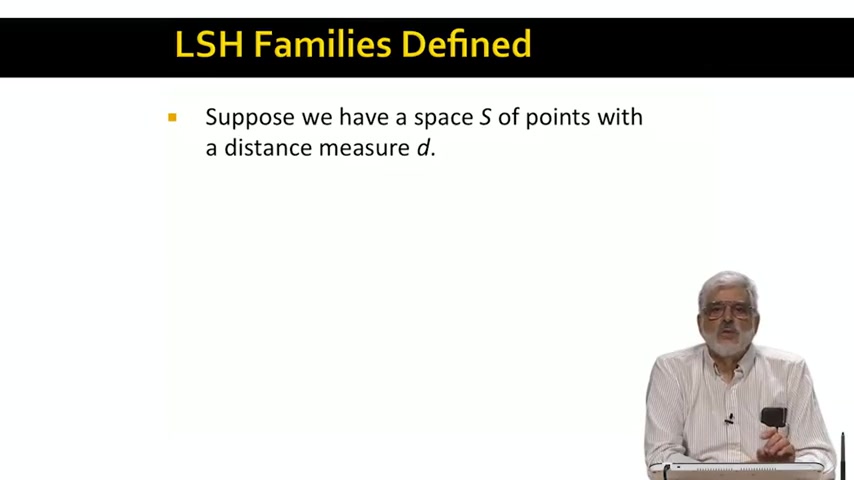 LSH Families Defined
Suppose we have a space S of points with
a distance measure d.